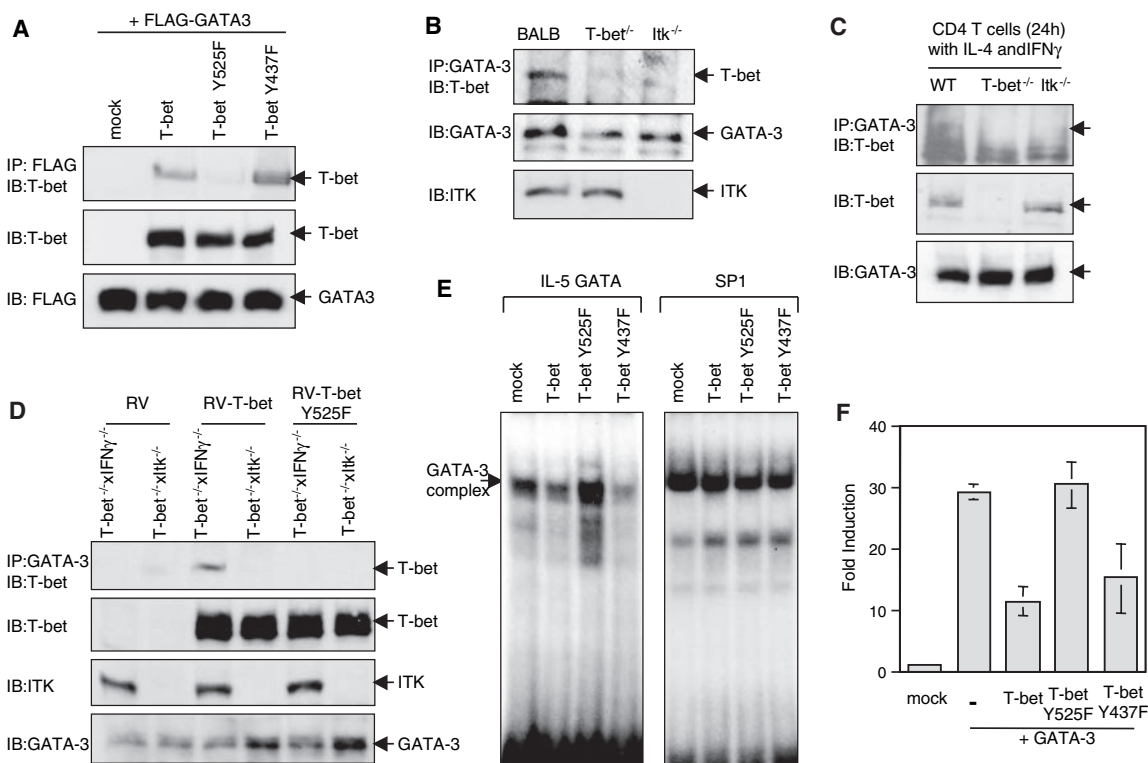 A
+ FLAG-GATA3
mock
T-bet
T-bet Y525F
T-bet Y437F
IP: FLAG
IB:T-bet
T-bet
IB:T-bet
T-bet
IB: FLAG
GATA3
B
BALB T-bet-/- Itk-/-
IP:GATA-3
IB:T-bet
T-bet
IB:GATA-3
GATA-3
IB:ITK
ITK
C
CD4 T cells (24h)
with IL-4 andIFNγ
WT T-bet-/- Itk-/-
IP:GATA-3
IB:T-bet
IB:T-bet
IB:GATA-3
D
RV
RV-T-bet
RV-T-bet
Y525F
T-bet-/-xIFNγ-/-
T-bet-/-xItk-/-
T-bet-/-xIFNγ-/-
T-bet-/-xItk-/-
T-bet-/-xIFNγ-/-
T-bet-/-xItk-/-
IP:GATA-3
IB:T-bet
T-bet
IB:T-bet
T-bet
IB:ITK
ITK
IB:GATA-3
GATA-3
E
IL-5 GATA
SP1
mock
T-bet
T-bet Y525F
T-bet Y437F
mock
T-bet
T-bet Y525F
T-bet Y437F
GATA-3
complex
F
Fold Induction
40
30
20
10
0
mock
-
T-bet
T-bet
Y525F
T-bet
Y437F
+ GATA-3